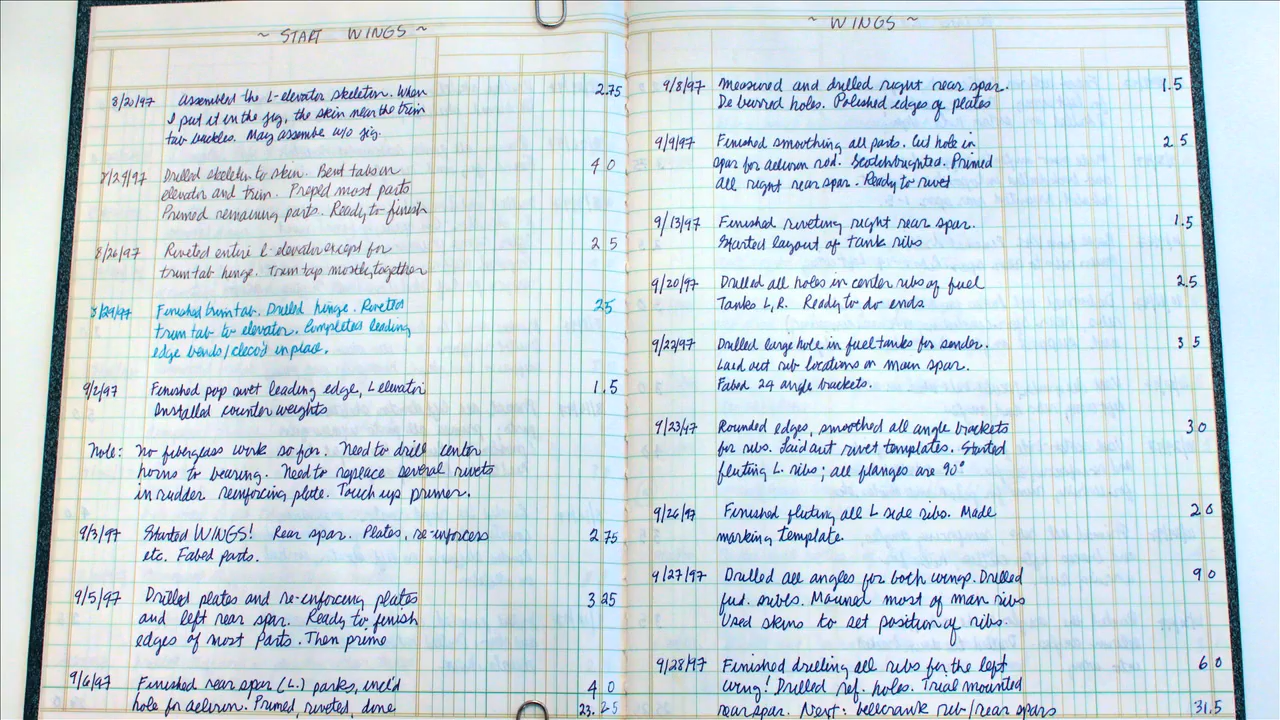 ~ START WINGS ~
8/20/97 Assembled the L-elevator skeleton. When 2.75
I put it in the jig, the skin near the trim
tab buckles. May assembe w/o jig.
8/24/97 Drilled skeleton to skin. Bent tabs on 4 0
elevator and trim. Preped most parts
Primed remaining parts. Ready to finish
8/26/97 Riveted entire L-elevator except for 2 5
trim tab hinge. Trim tap mostly together
8/29/97 Finished trim tab. Drilled hinge. Riveted 2 5
trim tab to elevator. Completed leading
edge bends/cleco'd in place.
9/2/97 Finished pop rivet leading edge, L elevator 1.5
Installed counter weights
Note: No fiberglass work so far. Need to drill center
horns to bearing. Need to replace several rivets
in rudder reinforcing plate. Touch up primer.
9/3/97 Started WINGS! Rear spar. Plates, re-inforcers 2 75
etc. Fabed parts.
9/5/97 Drilled plates and re-enforcing plates 3 25
and left rear spar. Ready to finish
edges of most parts. Then prime
9/6/97 Finished rear spar (L.) parks, incl'd 4 0
hole for aileron. Primed, riveted, done 23.25
~ WINGS ~
9/8/97 Measured and drilled right rear spar. 1.5
Deburred holes. Polished edges of plates
9/9/97 Finished smoothing all parts. Cut hole in 2 5
spar for aileron rod. Scotchbrighted. Primed
all right rear spar. Ready to rivet
9/13/97 Finished riveting right rear spar. 1.5
Started layout of tank ribs
9/20/97 Drilled all holes in center ribs of fuel 2.5
Tanks L, R. Ready to do ends
9/22/97 Drilled large hole in fuel tanks for sender. 3 5
Laid out rib locations on main spar.
Fabed 24 angle brackets.
9/23/97 Rounded edges, smoothed all angle brackets 3 0
for ribs. Laid out rivet templates. Started
fluting L. ribs; all flanges are 90°
9/26/97 Finished fluting all L side ribs. Made 2 0
marking template.
9/27/97 Drilled all angles for both wings. Drilled 9 0
fwd. ribs. Mounted most of main ribs
Used skins to set position of ribs.
9/28/97 Finished drilling all ribs for the left 6 0
wing! Drilled ref. holes. Trial mounted
rear spar. Next: bellcrank rib/rear spars 31.5